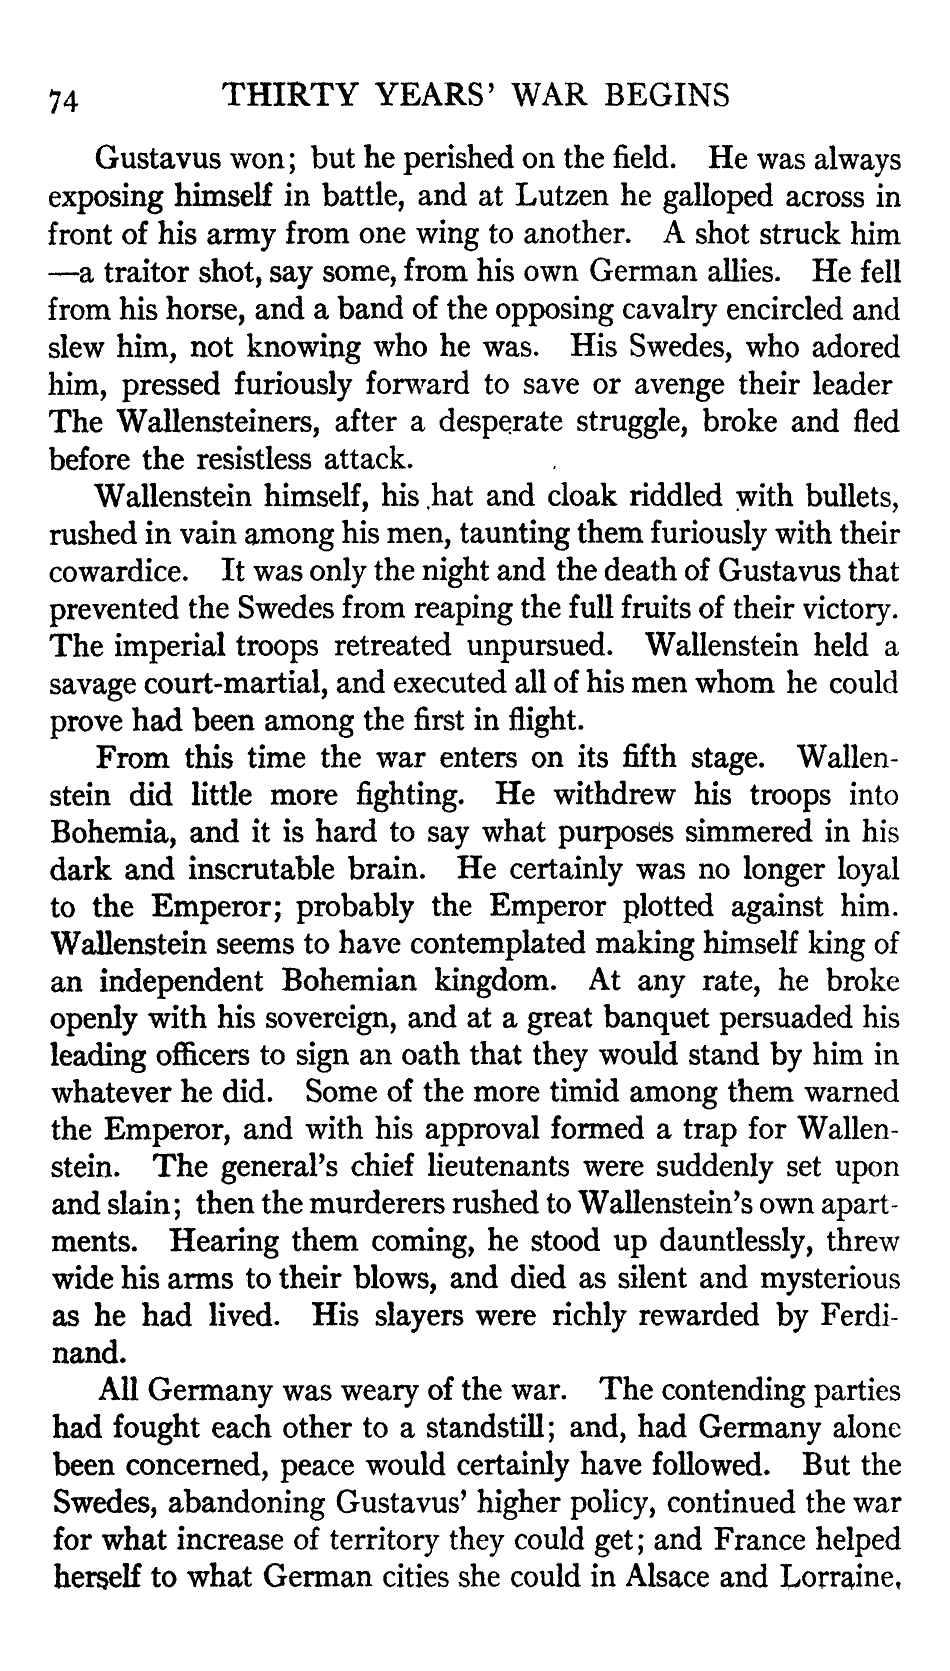 74 THIRTY YEARS' WAR BEGINS
Gustavus won; but he perished on the field. He was always
exposing himself in battle, and at Lutzen he galloped across in
front of his army from one wing to another. A shot struck him
—a traitor shot, say some, from his own German allies. He fell
from his horse, and a band of the opposing cavalry encircled and
slew him, not knowing who he was. His Swedes, who adored
him, pressed furiously forward to save or avenge their leader
The Wallensteiners, after a desperate struggle, broke and fled
before the resistless attack.
Wallenstein himself, his hat and cloak riddled with bullets,
rushed in vain among his men, taunting them furiously with their
cowardice. It was only the night and the death of Gustavus that
prevented the Swedes from reaping the full fruits of their victory.
The imperial troops retreated unpursued. Wallenstein held a
savage court-martial, and executed all of his men whom he could
prove had been among the first in flight.
From this time the war enters on its fifth stage. Wallen-
stein did little more fighting. He withdrew his troops into
Bohemia, and it is hard to say what purposes simmered in his
dark and inscrutable brain. He certainly was no longer loyal
to the Emperor; probably the Emperor plotted against him.
Wallenstein seems to have contemplated making himself king of
an independent Bohemian kingdom. At any rate, he broke
openly with his sovereign, and at a great banquet persuaded his
leading officers to sign an oath that they would stand by him in
whatever he did. Some of the more timid among them warned
the Emperor, and with his approval formed a trap for Wallen-
stein. The general's chief lieutenants were suddenly set upon
and slain; then the murderers rushed to Wallenstein's own apart-
ments. Hearing them coming, he stood up dauntlessly, threw
wide his arms to their blows, and died as silent and mysterious
as he had lived. His slayers were richly rewarded by Ferdi-
nand.
All Germany was weary of the war. The contending parties
had fought each other to a standstill; and, had Germany alone
been concerned, peace would certainly have followed. But the
Swedes, abandoning Gustavus' higher policy, continued the war
for what increase of territory they could get; and France helped
herself to what German cities she could in Alsace and Lorraine,